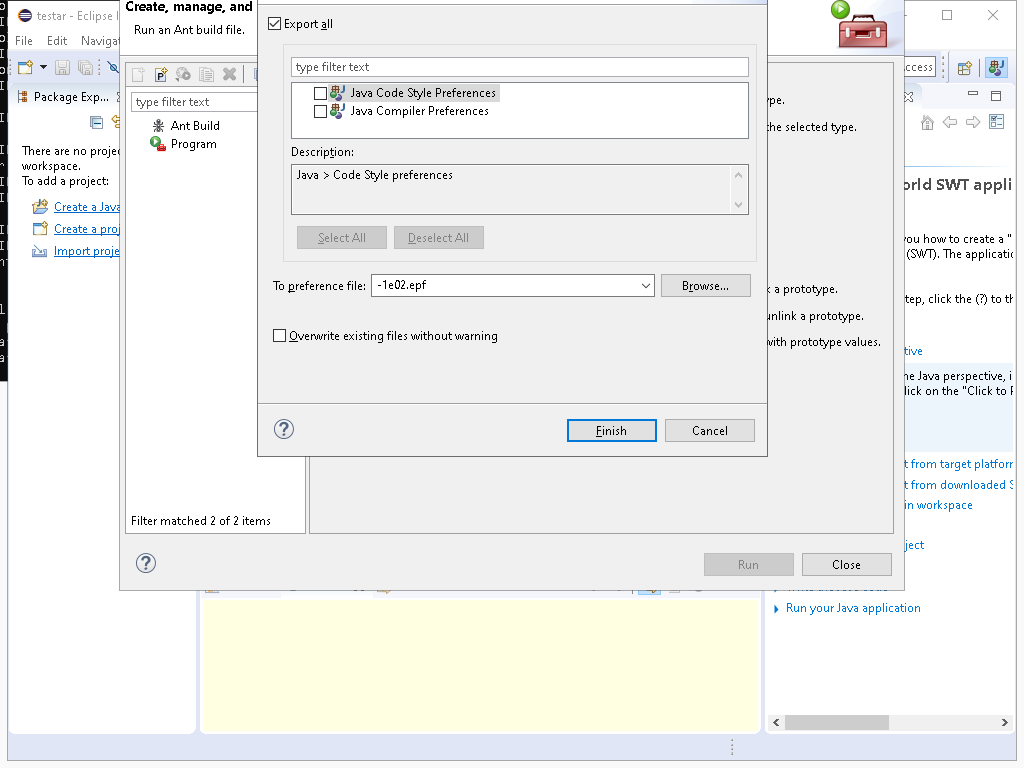 testar - Eclipse I
File Edit Navigat
Package Exp...
There are no projec
workspace.
To add a project:
Create a Java
Create a proj
Import proje
Create, manage, and
Run an Ant build file.
type filter text
Ant Build
Program
Filter matched 2 of 2 items
Export all
type filter text
Java Code Style Preferences
Java Compiler Preferences
Description:
Java > Code Style preferences
Select All
Deselect All
To preference file:
-1e02.epf
Browse...
Overwrite existing files without warning
Finish
Cancel
ype.
the selected type.
k a prototype.
unlink a prototype.
with prototype values.
Run
Close
ccess
orld SWT appli
you how to create a "
(SWT). The applicatio
tep, click the (?) to th
tive
he Java perspective, i
lick on the "Click to P
t from target platform
t from downloaded S
in workspace
ject
Run your Java application